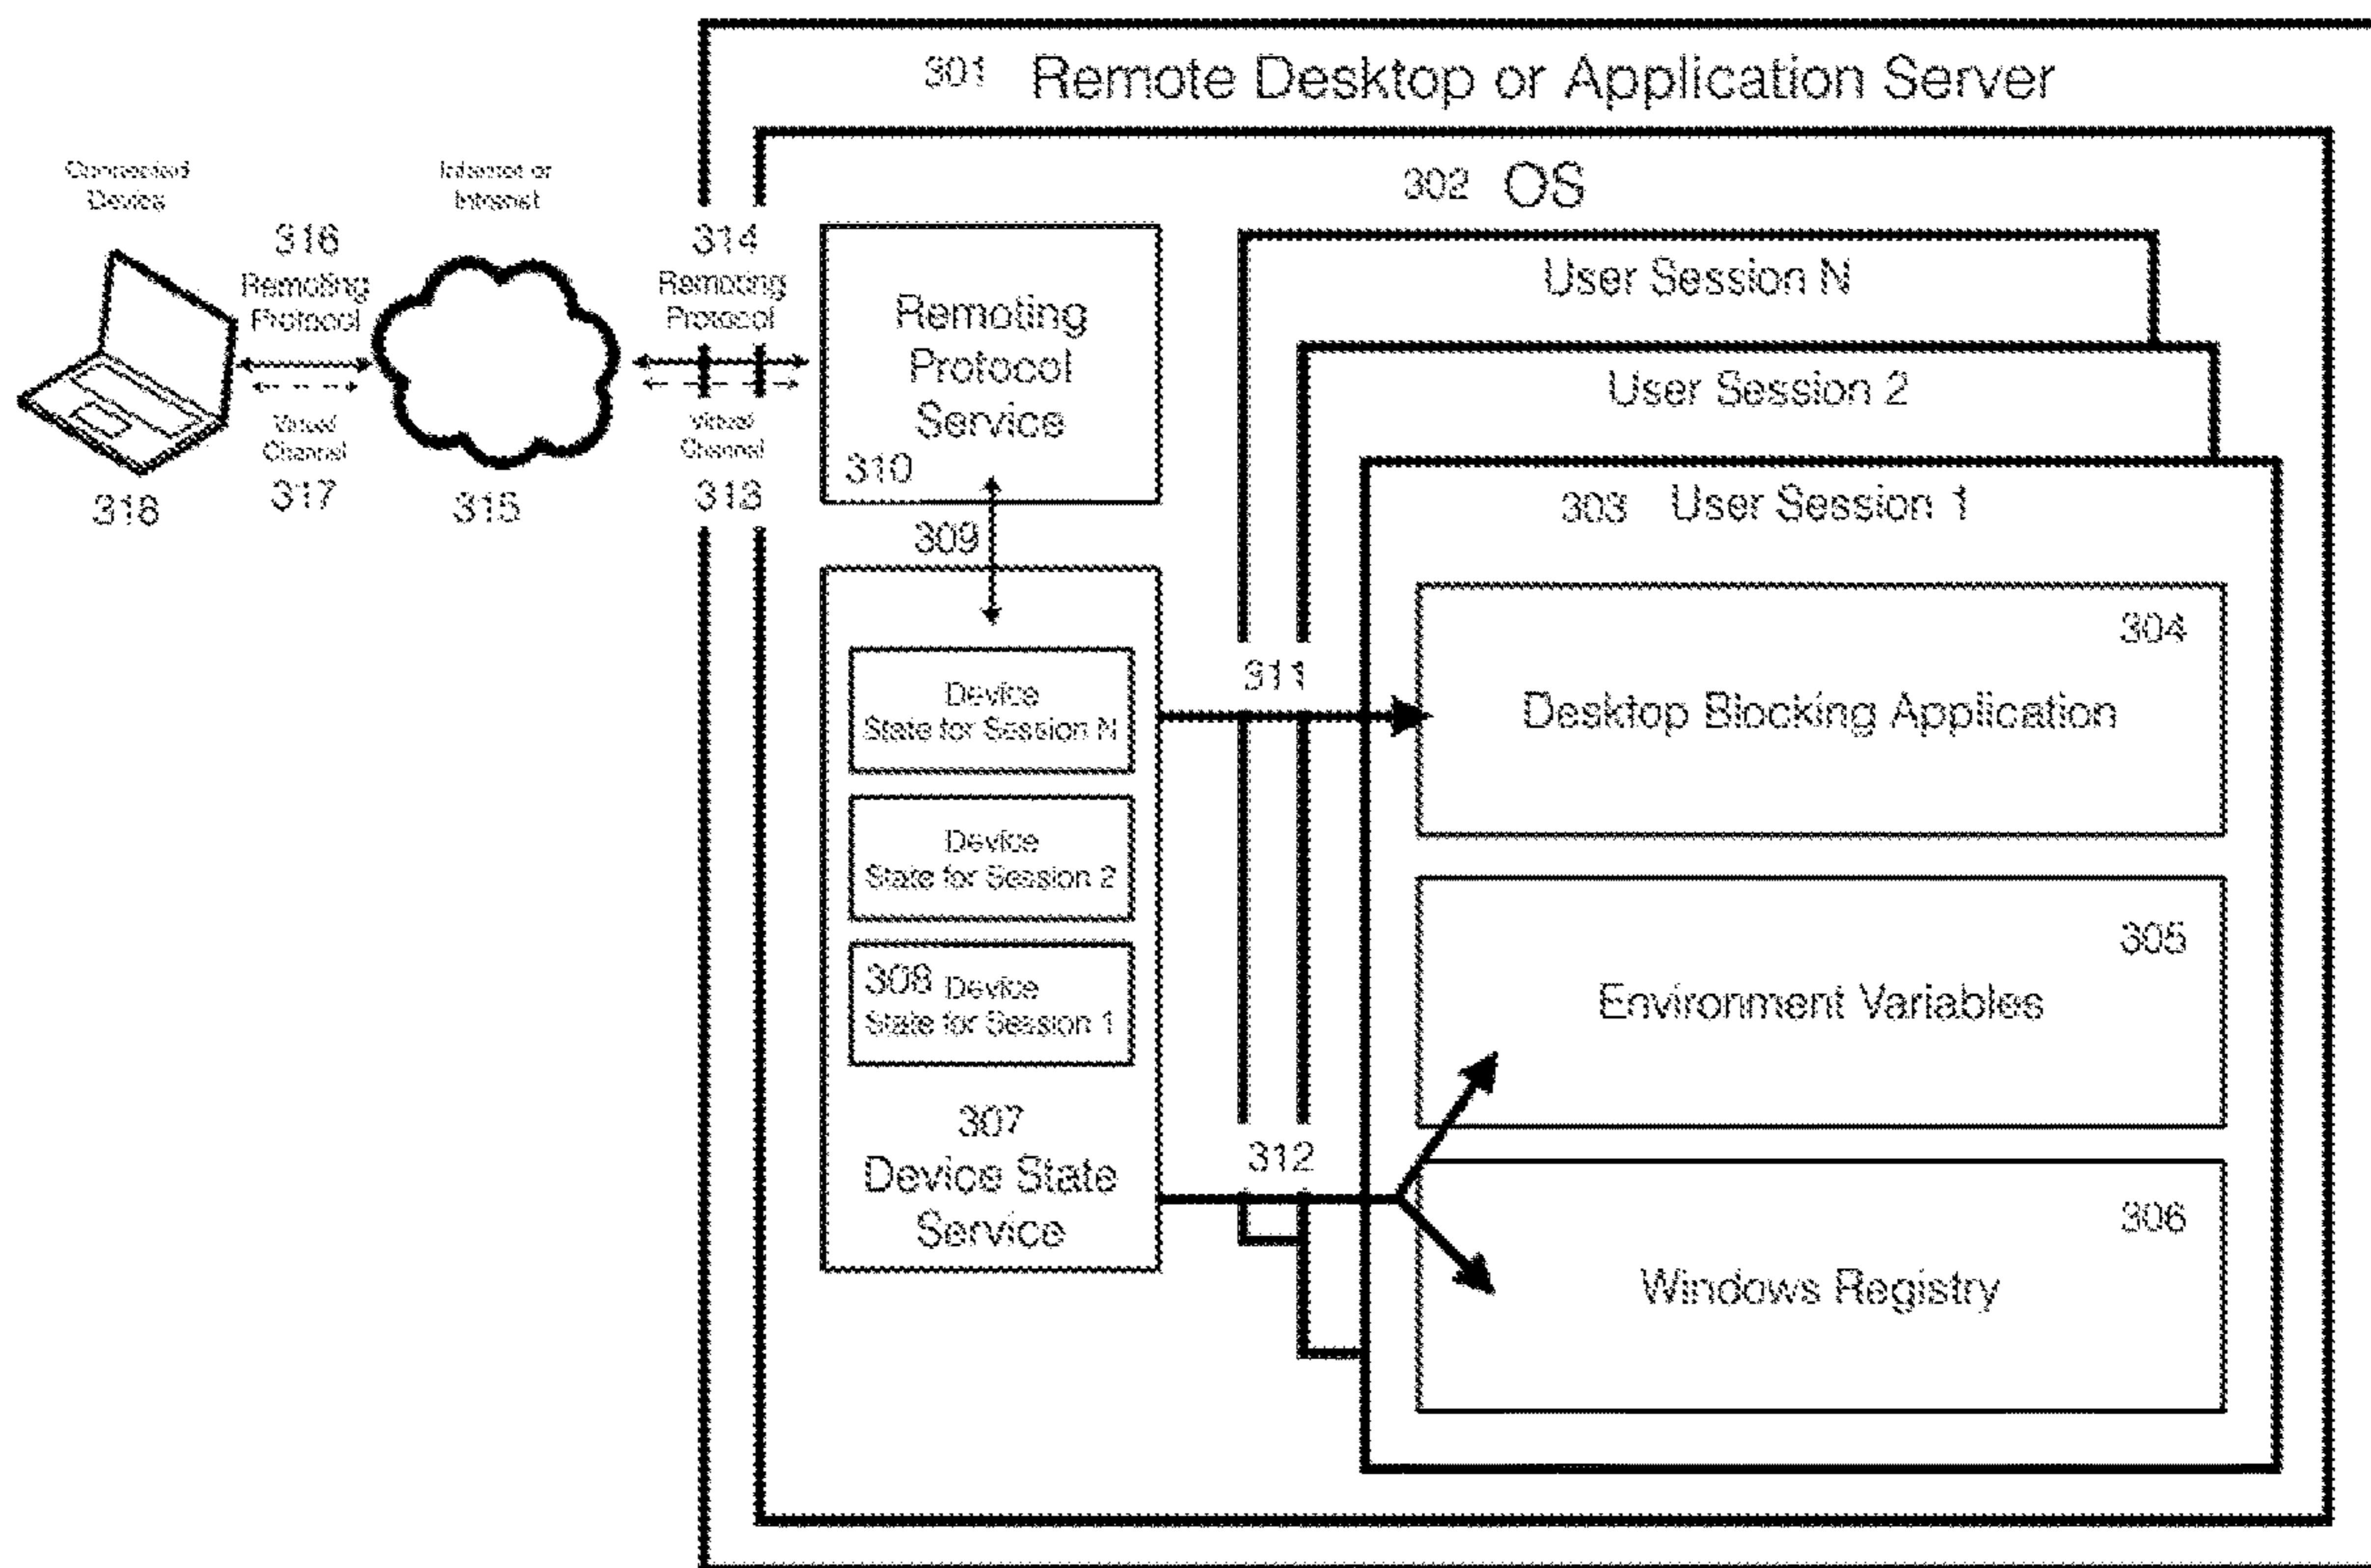 301 Remote Desktop or Application Server
302 OS
Connected
Device
316
Remoting
Protocol
Virtual
Channel
317
318
Internet or
Intranet
315
314
Remoting
Protocol
Virtual
Channel
313
Remoting
Protocol
Service
310
309
Device
State for Session N
Device
State for Session 2
308 Device
State for Session 1
307
Device State
Service
311
312
User Session N
User Session 2
303 User Session 1
304
Desktop Blocking Application
305
Environment Variables
306
Windows Registry